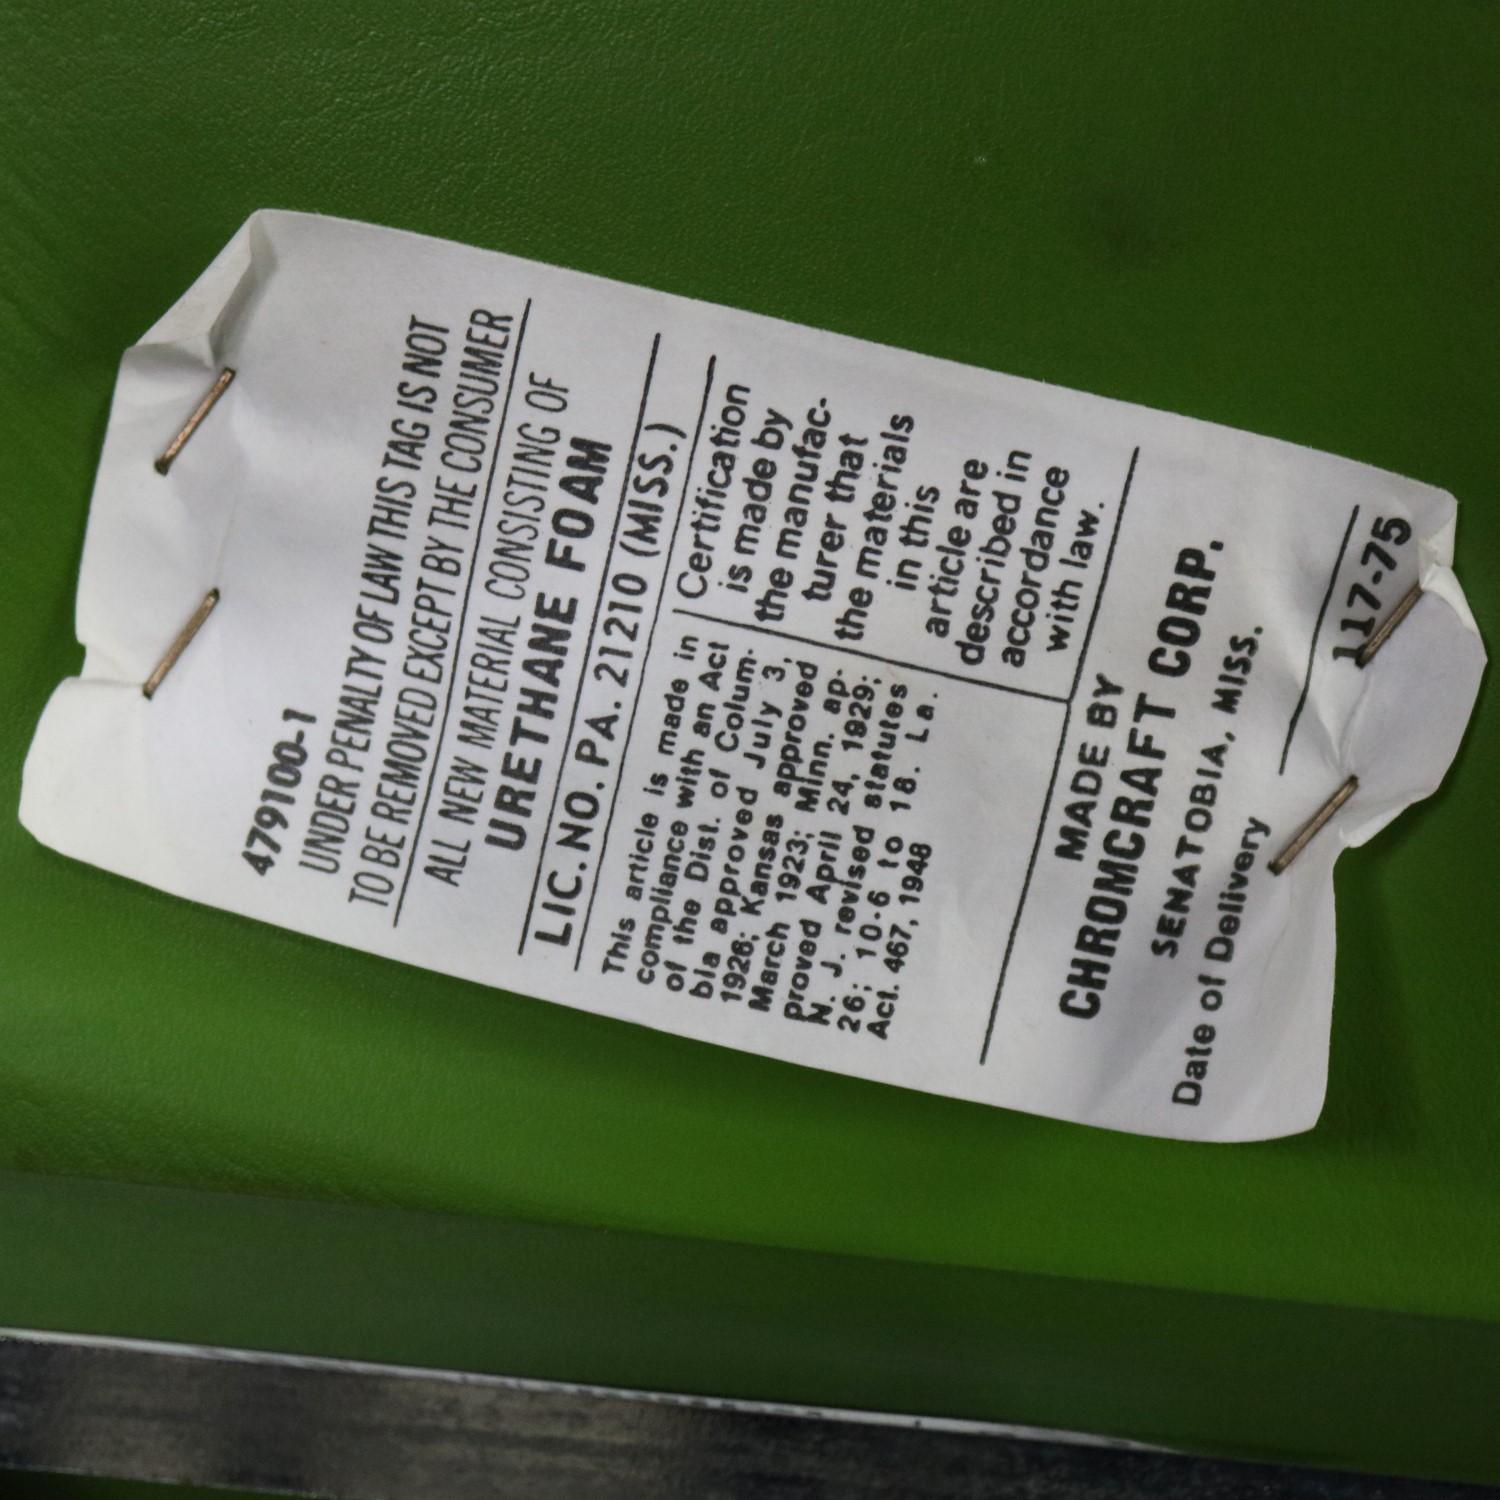 479100-1
UNDER PENALTY OF LAW THIS TAG IS NOT
TO BE REMOVED EXCEPT BY THE CONSUMER
ALL NEW MATERIAL CONSISTING OF
URETHANE FOAM
LIC. NO. PA. 21210 (MISS.)
This article is made in
compliance with an Act
of the Dist. of Colum-
bia approved July 3,
1926; Kansas approved
March 1923; Minn. ap-
proved April 24, 1929;
N. J. revised statutes
26; 10-6 to 18. La.
Act. 467, 1948
Certification
is made by
the manufac-
turer that
the materials
in this
article are
described in
accordance
with law.
MADE BY
CHROMCRAFT CORP.
SENATOBIA, MISS.
Date of Delivery
117-75